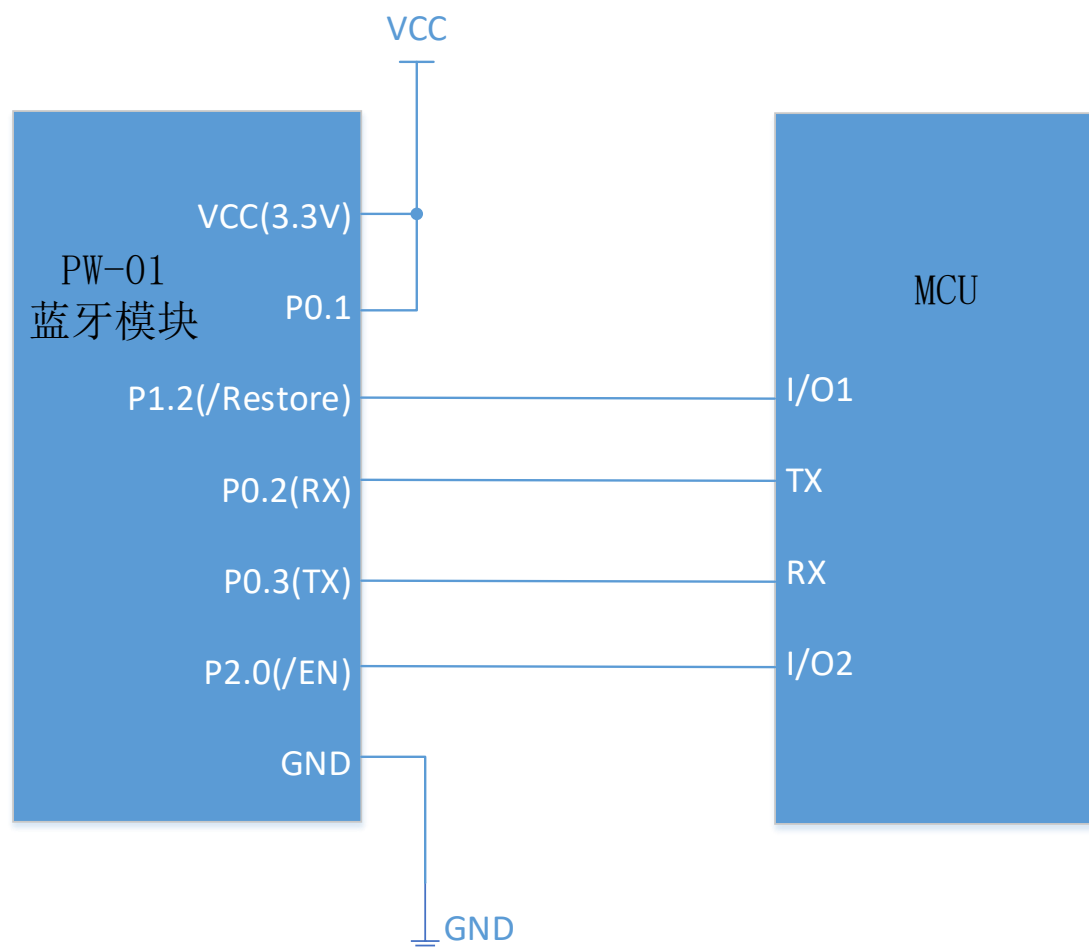 VCC
VCC(3.3V)
PW-01
蓝牙模块
P0.1
P1.2(/Restore)
P0.2(RX)
P0.3(TX)
P2.0(/EN)
GND
GND
MCU
I/O1
TX
RX
I/O2